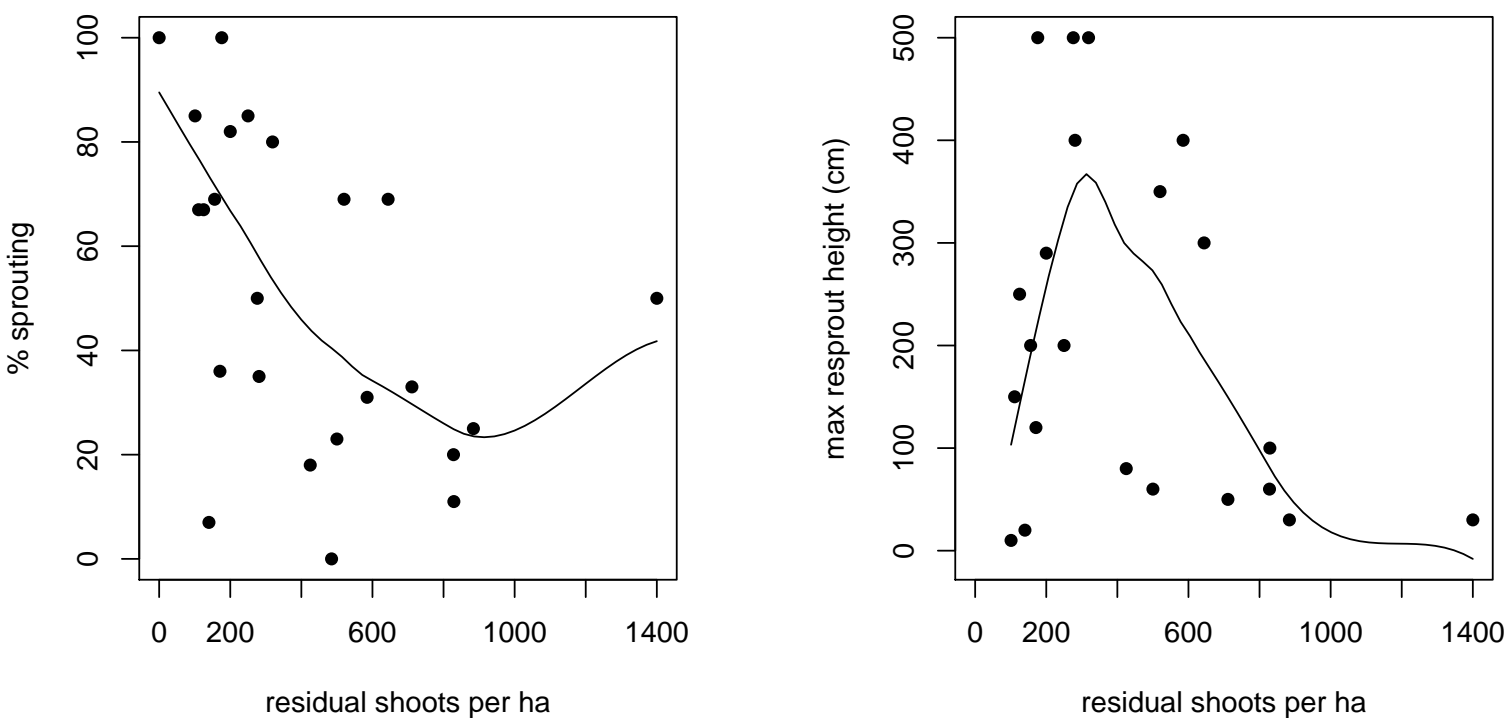 100
80
60
40
20
0
% sprouting
0 200 600 1000 1400
residual shoots per ha
500
400
300
200
100
0
max resprout height (cm)
0 200 600 1000 1400
residual shoots per ha